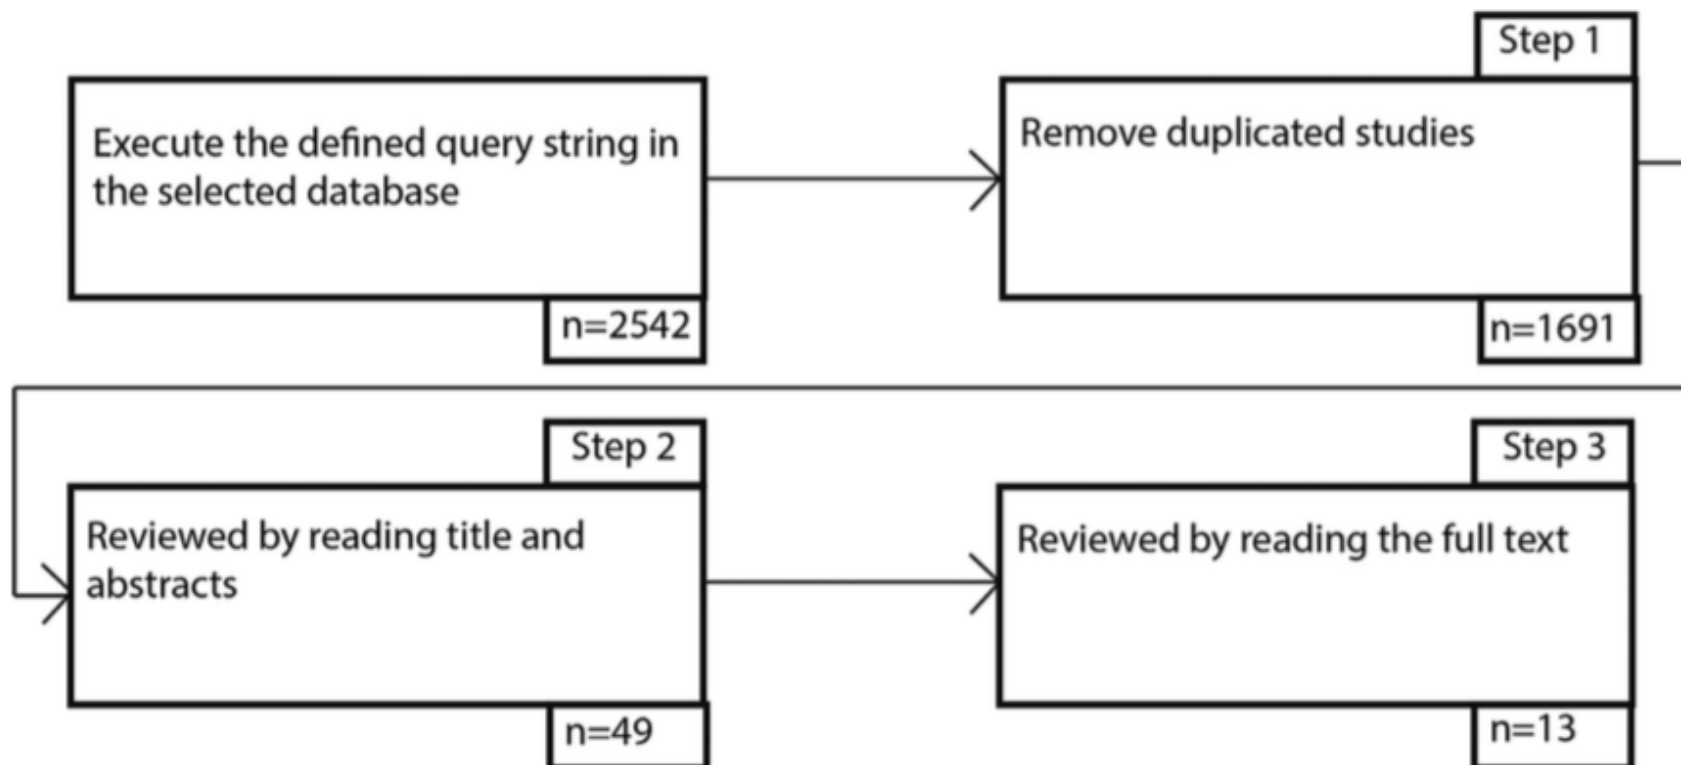 Execute the defined query string in
the selected database
n=2542
Step 1
Remove duplicated studies
n=1691
Step 2
Reviewed by reading title and
abstracts
n=49
Step 3
Reviewed by reading the full text
n=13